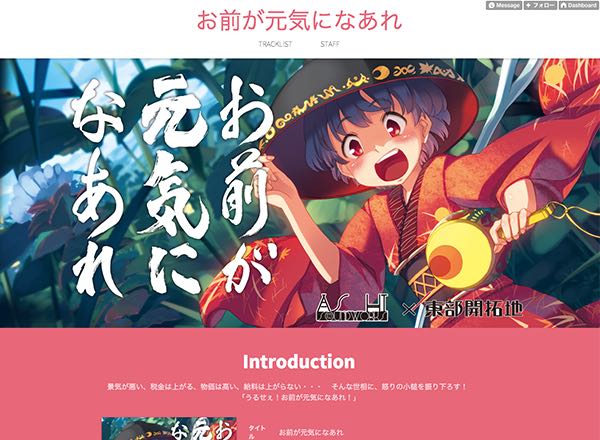 お前が元気になあれ
Message
フォロー
Dashboard
TRACKLIST
STAFF
お前が
元気に
なあれ
× 東部開拓地
Introduction
景気が悪い、税金は上がる、物価は高い、給料は上がらない・・・　そんな世相に、怒りの小槌を振り下ろす！
「うるせぇ！お前が元気になあれ！」
お
な
タイトル
お前が元気になあれ